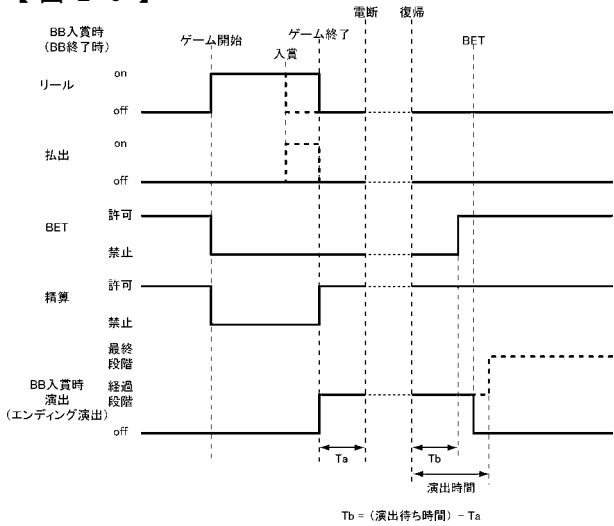 電断 復帰
BB入賞時
(BB終了時)
ゲーム開始
入賞
ゲーム終了
BET
リール
on
off
払出
on
off
BET
許可
禁止
精算
許可
禁止
BB入賞時
演出
(エンディング演出)
最終
段階
経過
段階
off
Ta
Tb
演出時間
Tb = (演出待ち時間) - Ta